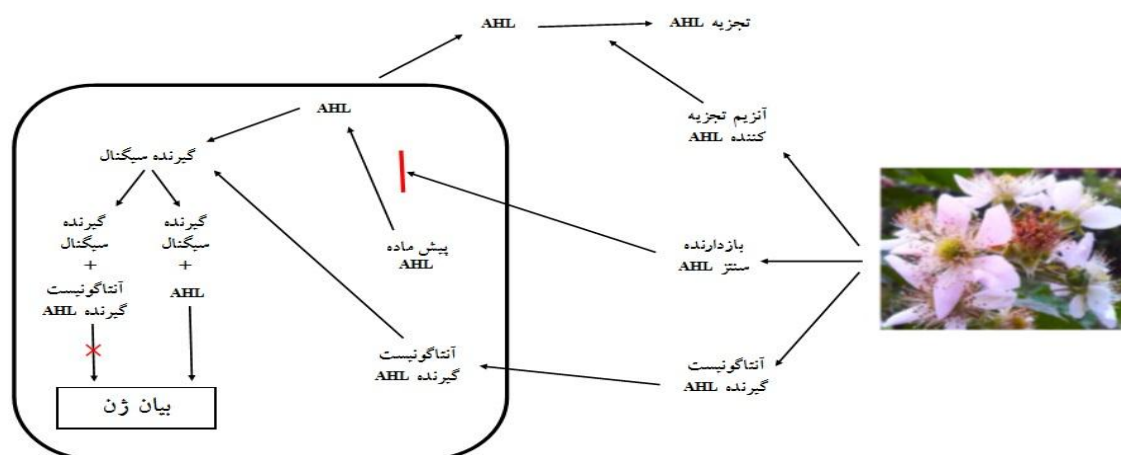 AHL
تجزیه AHL
آنزیم تجزیه
کننده AHL
AHL
گیرنده سیگنال
گیرنده
سیگنال
+
AHL
گیرنده
سیگنال
+
آنتاگونیست
گیرنده AHL
پیش ماده
AHL
بازدارنده
سنتز AHL
آنتاگونیست
گیرنده AHL
آنتاگونیست
گیرنده AHL
بیان ژن